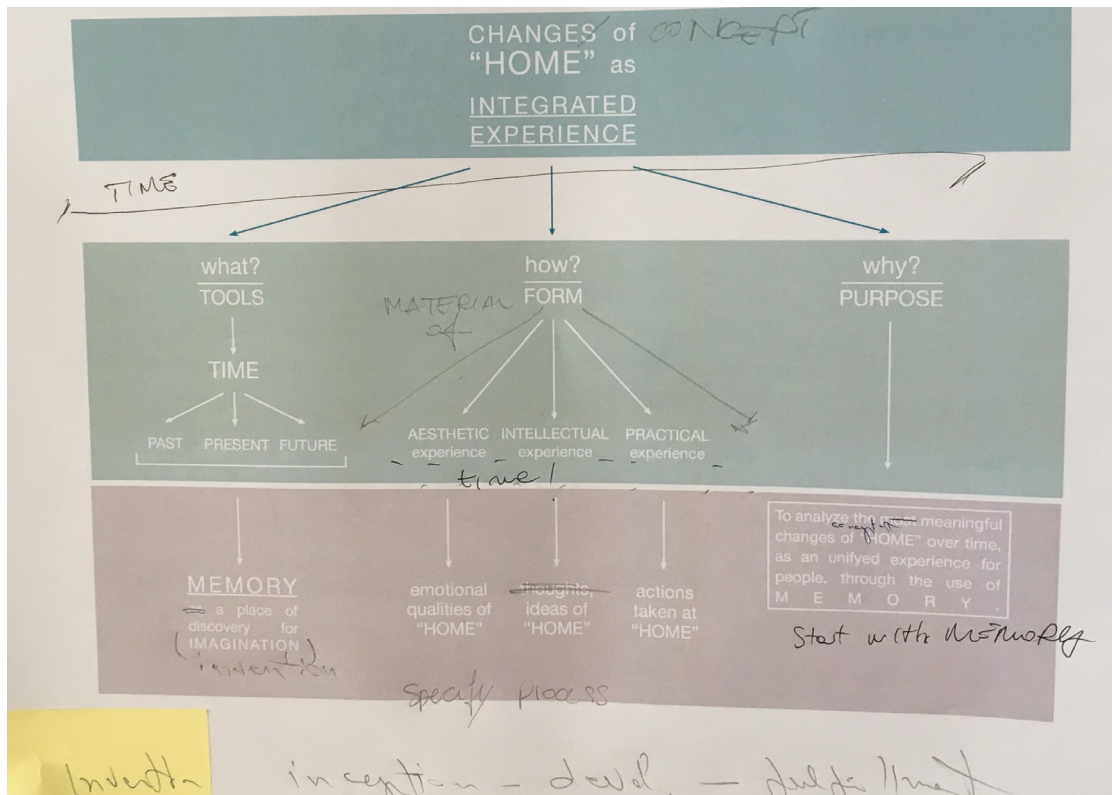 CHANGES of CONCEPT
"HOME" as
INTEGRATED
EXPERIENCE
TIME
what?
TOOLS
TIME
PAST PRESENT FUTURE
how?
FORM
MATERIAL
of
AESTHETIC experience
INTELLECTUAL experience
PRACTICAL experience
time!
why?
PURPOSE
MEMORY
as a place of
discovery for
(IMAGINATION)
invention
emotional
qualities of
"HOME"
thoughts,
ideas of
"HOME"
actions
taken at
"HOME"
To analyze the most meaningful
concept of
changes of "HOME" over time,
as an unifyed experience for
people, through the use of
M E M O R Y .
Start with MEMORY
Specify process
Invention inception - devel. - fulfillment